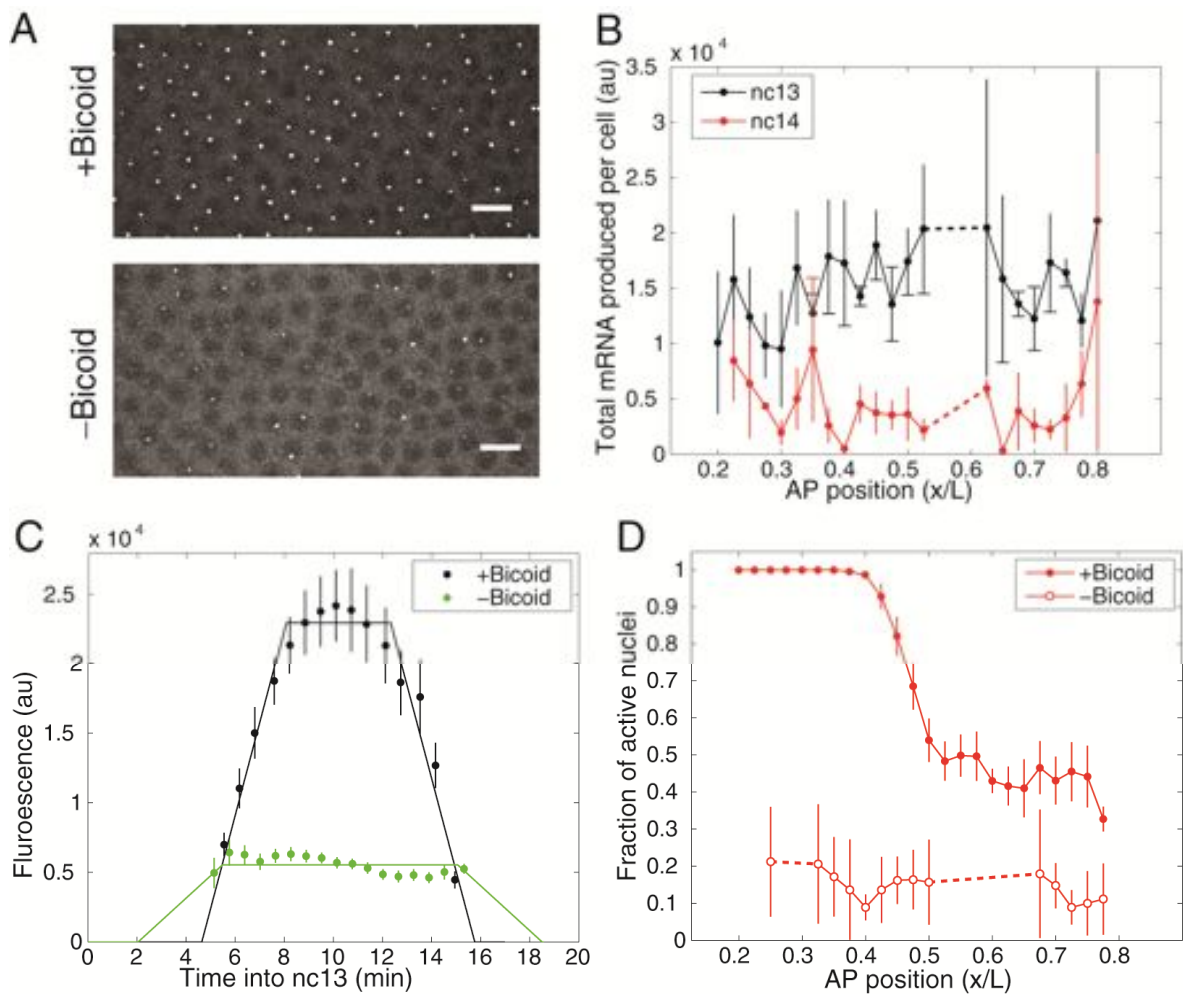 A
+Bicoid
−Bicoid
B
x 10 4
3.5
3
2.5
2
1.5
1
0.5
0
nc13
nc14
Total mRNA produced per cell (au)
0.2 0.3 0.4 0.5 0.6 0.7 0.8
AP position (x/L)
C
x 10 4
2.5
2
1.5
1
0.5
0
+Bicoid
−Bicoid
Fluroescence (au)
0 2 4 6 8 10 12 14 16 18 20
Time into nc13 (min)
D
1
0.9
0.8
0.7
0.6
0.5
0.4
0.3
0.2
0.1
0
+Bicoid
−Bicoid
Fraction of active nuclei
0.2 0.3 0.4 0.5 0.6 0.7 0.8
AP position (x/L)